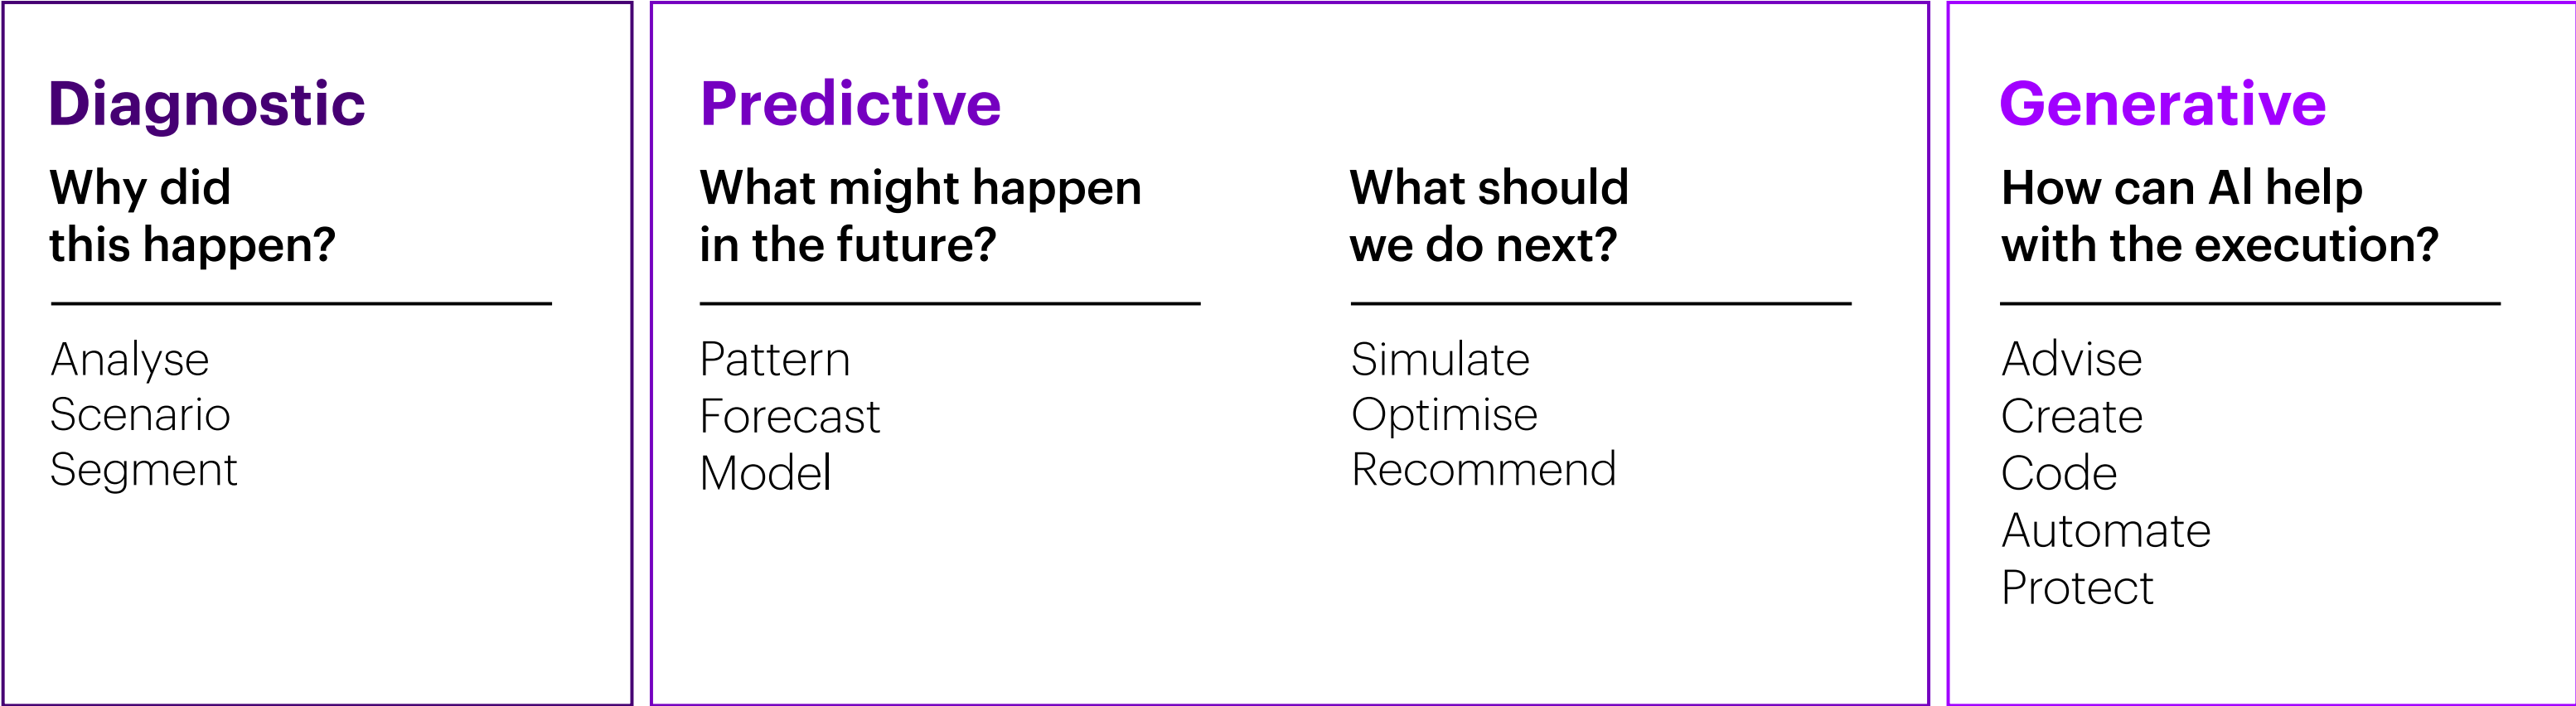 Diagnostic
Why did
this happen?
Analyse
Scenario
Segment
Predictive
What might happen
in the future?
Pattern
Forecast
Model
What should
we do next?
Simulate
Optimise
Recommend
Generative
How can AI help
with the execution?
Advise
Create
Code
Automate
Protect